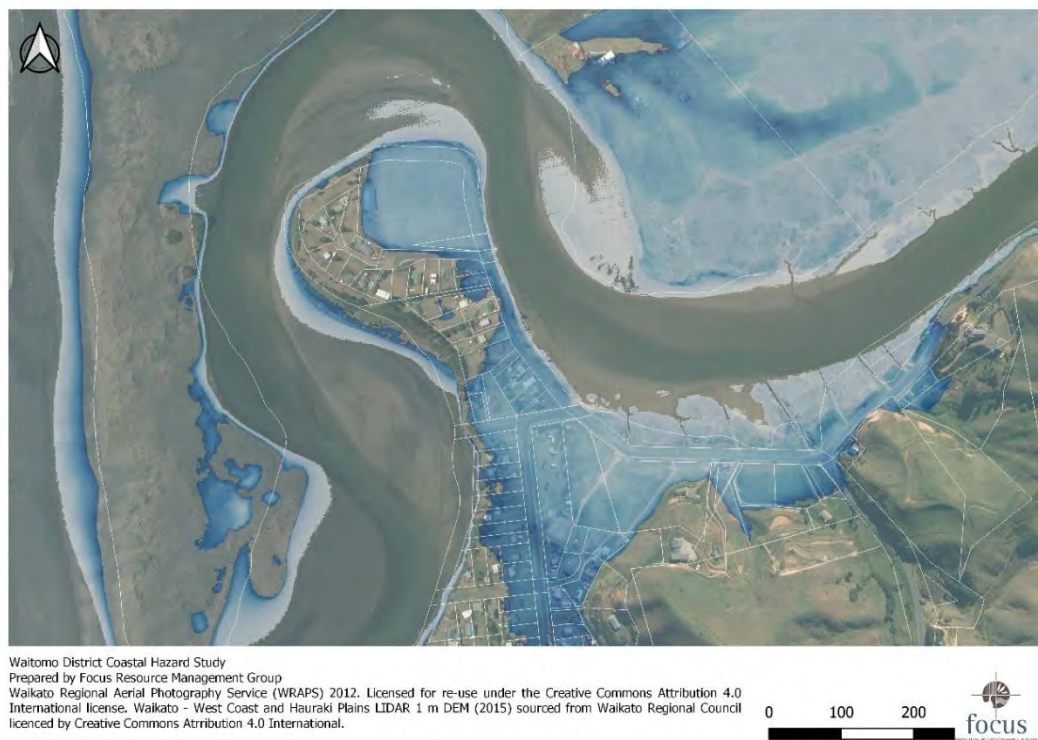 Waitomo District Coastal Hazard Study
Prepared by Focus Resource Management Group
Waikato Regional Aerial Photography Service (WRAPS) 2012. Licensed for re-use under the Creative Commons Attribution 4.0
International license. Waikato - West Coast and Hauraki Plains LIDAR 1 m DEM (2015) sourced from Waikato Regional Council
licenced by Creative Commons Attribution 4.0 International.
0 100 200
focus